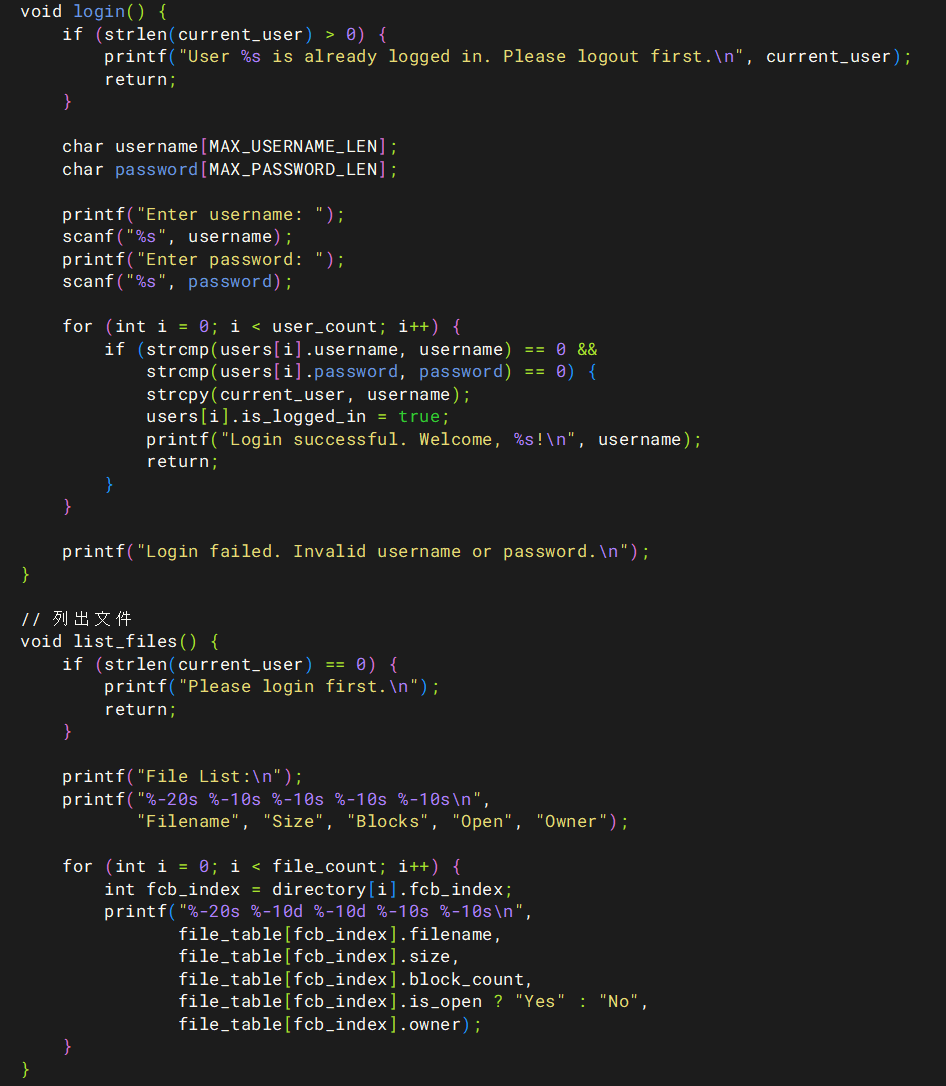 void login() {
    if (strlen(current_user) > 0) {
        printf("User %s is already logged in. Please logout first.\n", current_user);
        return;
    }

    char username[MAX_USERNAME_LEN];
    char password[MAX_PASSWORD_LEN];

    printf("Enter username: ");
    scanf("%s", username);
    printf("Enter password: ");
    scanf("%s", password);

    for (int i = 0; i < user_count; i++) {
        if (strcmp(users[i].username, username) == 0 &&
            strcmp(users[i].password, password) == 0) {
            strcpy(current_user, username);
            users[i].is_logged_in = true;
            printf("Login successful. Welcome, %s!\n", username);
            return;
        }
    }

    printf("Login failed. Invalid username or password.\n");
}

// 列出文件
void list_files() {
    if (strlen(current_user) == 0) {
        printf("Please login first.\n");
        return;
    }

    printf("File List:\n");
    printf("%-20s %-10s %-10s %-10s %-10s\n",
           "Filename", "Size", "Blocks", "Open", "Owner");

    for (int i = 0; i < file_count; i++) {
        int fcb_index = directory[i].fcb_index;
        printf("%-20s %-10d %-10d %-10s %-10s\n",
               file_table[fcb_index].filename,
               file_table[fcb_index].size,
               file_table[fcb_index].block_count,
               file_table[fcb_index].is_open ? "Yes" : "No",
               file_table[fcb_index].owner);
    }
}